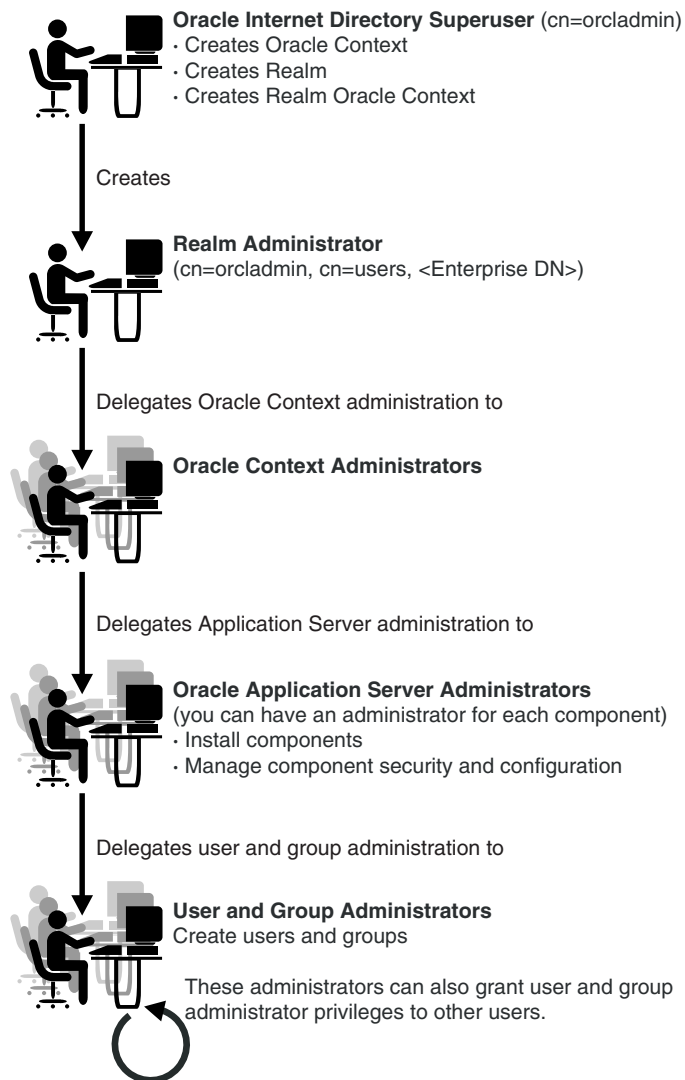 Oracle Internet Directory Superuser (cn=orcladmin)
· Creates Oracle Context
· Creates Realm
· Creates Realm Oracle Context
Creates
Realm Administrator
(cn=orcladmin, cn=users, <Enterprise DN>)
Delegates Oracle Context administration to
Oracle Context Administrators
Delegates Application Server administration to
Oracle Application Server Administrators
(you can have an administrator for each component)
· Install components
· Manage component security and configuration
Delegates user and group administration to
User and Group Administrators
Create users and groups
These administrators can also grant user and group
administrator privileges to other users.